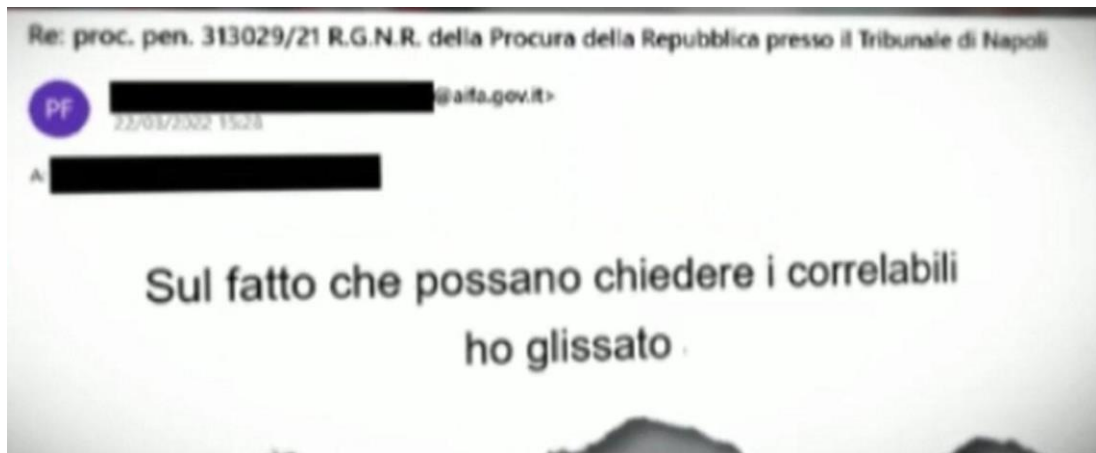 Re: proc. pen. 313029/21 R.G.N.R. della Procura della Repubblica presso il Tribunale di Napoli
PF
@aifa.gov.it>
22/03/2022 15:28
A
Sul fatto che possano chiedere i correlabili
ho glissato